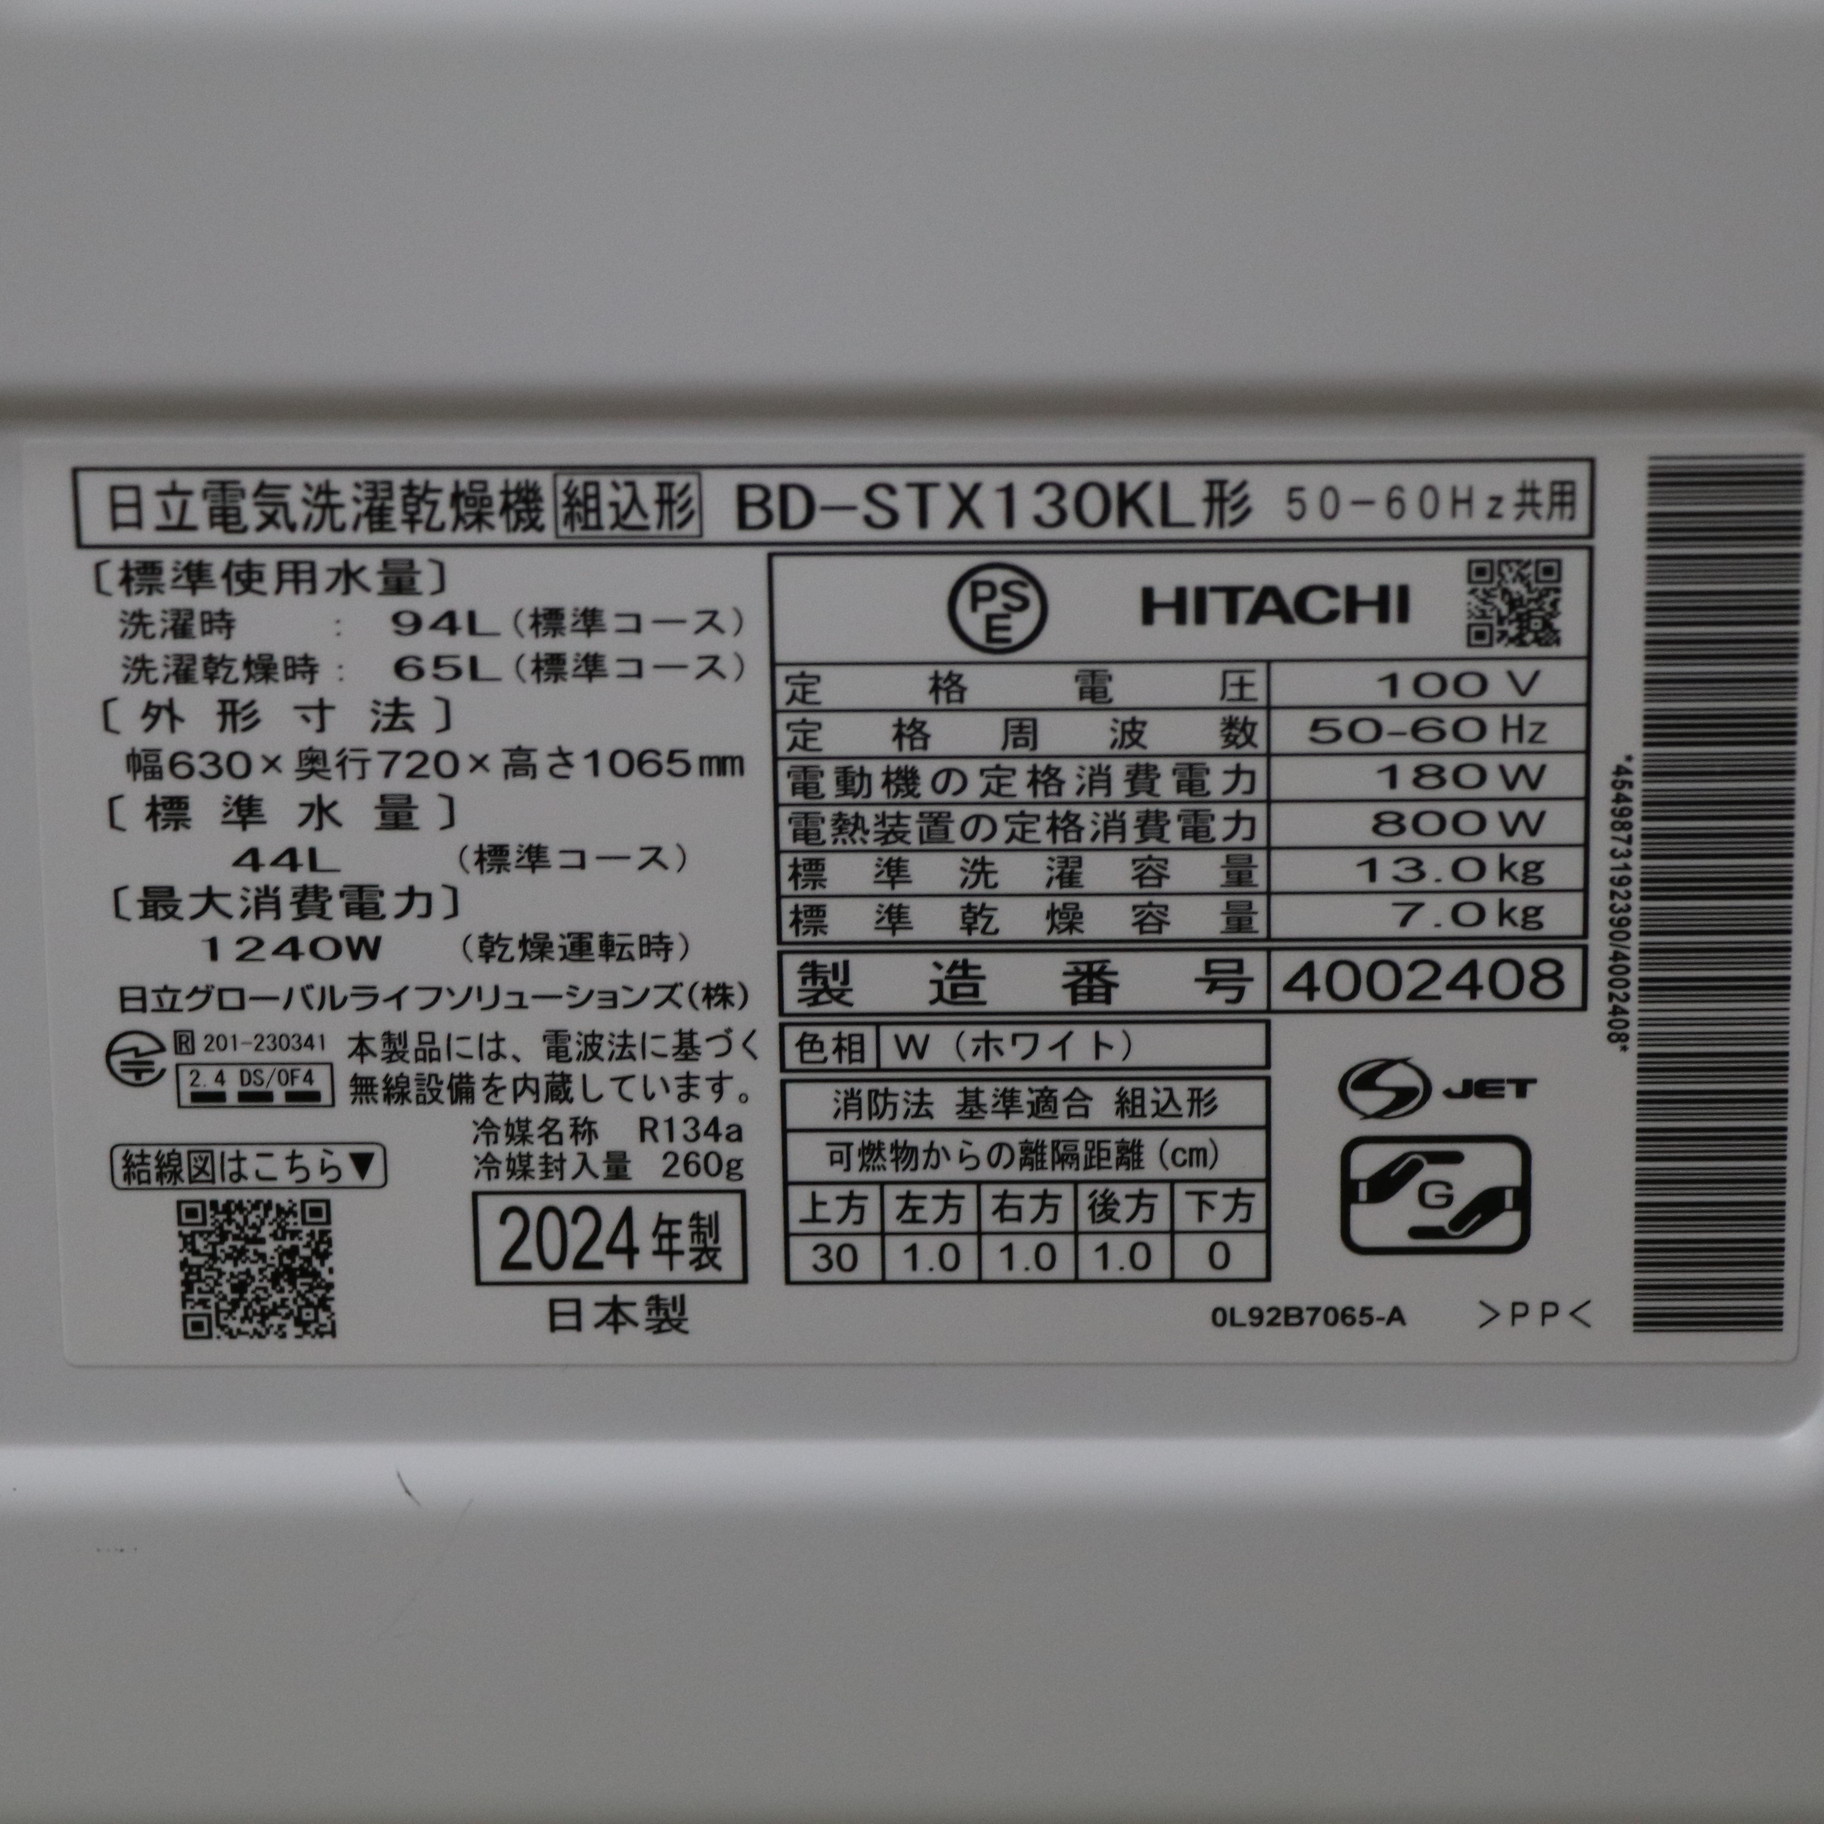 日立電気洗濯乾燥機 組込形 BD-STX130KL形 50-60Hz共用
〔標準使用水量〕
洗濯時 : 94L(標準コース)
洗濯乾燥時: 65L(標準コース)
〔外形寸法〕
幅630×奥行720×高さ1065mm
〔標準水量〕
44L (標準コース)
〔最大消費電力〕
1240W (乾燥運転時)
日立グローバルライフソリューションズ(株)
R 201-230341
2.4 DS/OF4
本製品には、電波法に基づく
無線設備を内蔵しています。
冷媒名称 R134a
冷媒封入量 260g
結線図はこちら▼
2024年製
日本製
PSE HITACHI
定格電圧 100V
定格周波数 50-60Hz
電動機の定格消費電力 180W
電熱装置の定格消費電力 800W
標準洗濯容量 13.0kg
標準乾燥容量 7.0kg
製造番号 4002408
色相 W(ホワイト)
消防法 基準適合 組込形
可燃物からの離隔距離(cm)
上方 左方 右方 後方 下方
30 1.0 1.0 1.0 0
S JET
G
0L92B7065-A >PP<
*4549873192390/4002408*